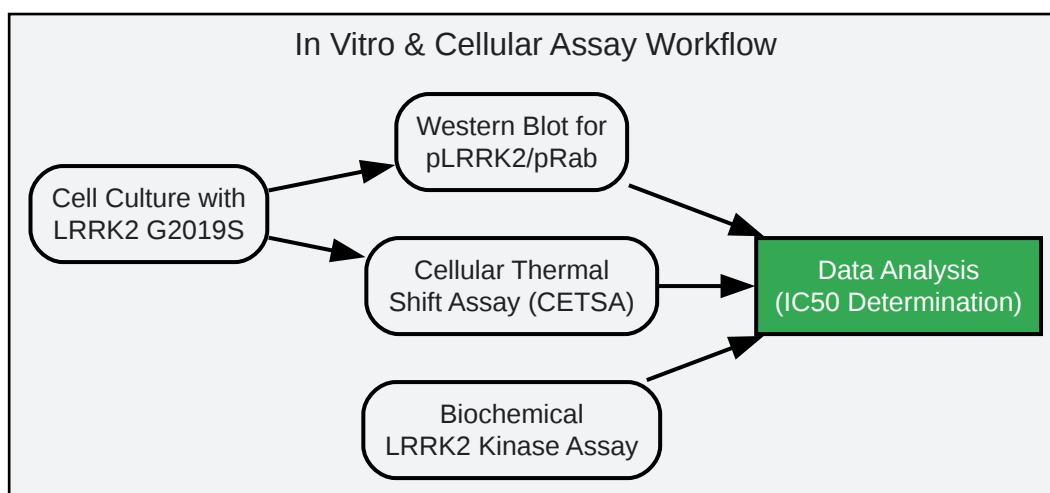 In Vitro & Cellular Assay Workflow
Western Blot for
pLRRK2/pRab
Cell Culture with
LRRK2 G2019S
Cellular Thermal
Shift Assay (CETSA)
Data Analysis
(IC50 Determination)
Biochemical
LRRK2 Kinase Assay